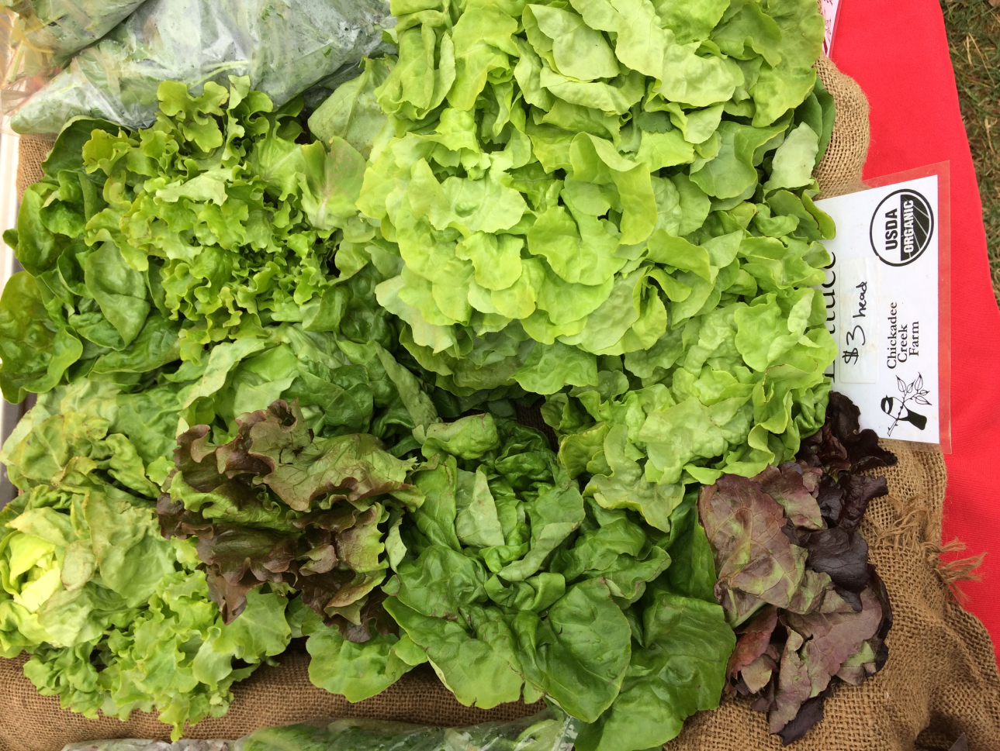 USDA
ORGANIC
$3 head
Chickadee
Creek
Farm